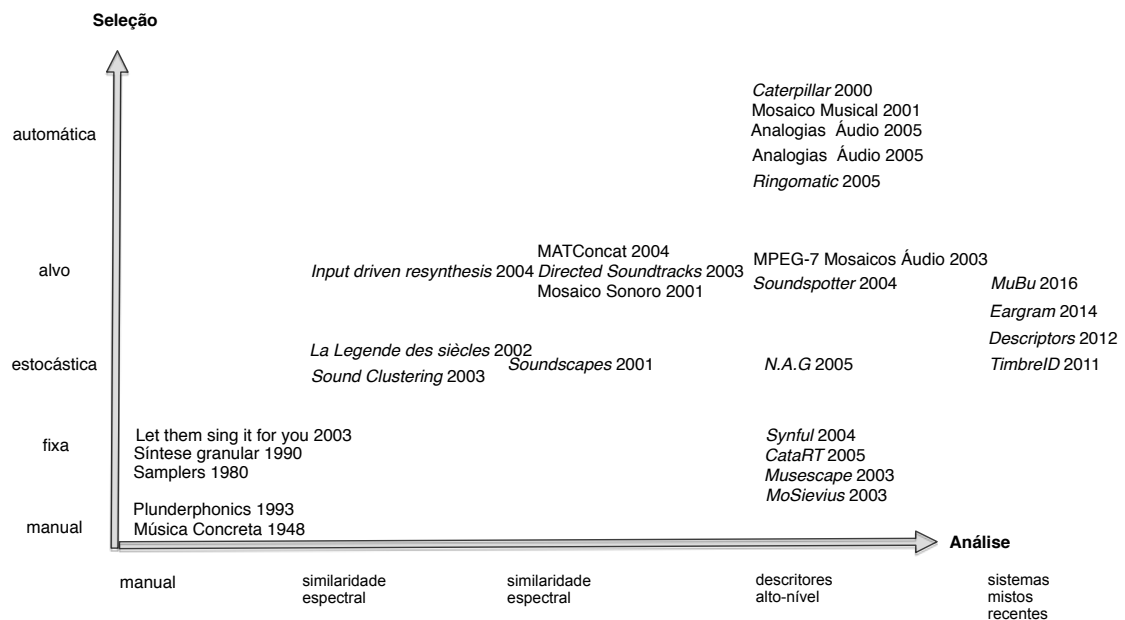 Seleção
automática
Caterpillar 2000
Mosaico Musical 2001
Analogias Áudio 2005
Analogias Áudio 2005
Ringomatic 2005
alvo
Input driven resynthesis 2004
MATConcat 2004
Directed Soundtracks 2003
Mosaico Sonoro 2001
MPEG-7 Mosaicos Áudio 2003
Soundspotter 2004
MuBu 2016
Eargram 2014
Descriptors 2012
TimbreID 2011
estocástica
La Legende des siècles 2002
Sound Clustering 2003
Soundscapes 2001
N.A.G 2005
fixa
Let them sing it for you 2003
Síntese granular 1990
Samplers 1980
Synful 2004
CataRT 2005
Musescape 2003
MoSievius 2003
manual
Plunderphonics 1993
Música Concreta 1948
Análise
manual
similaridade
espectral
similaridade
espectral
descritores
alto-nível
sistemas
mistos
recentes